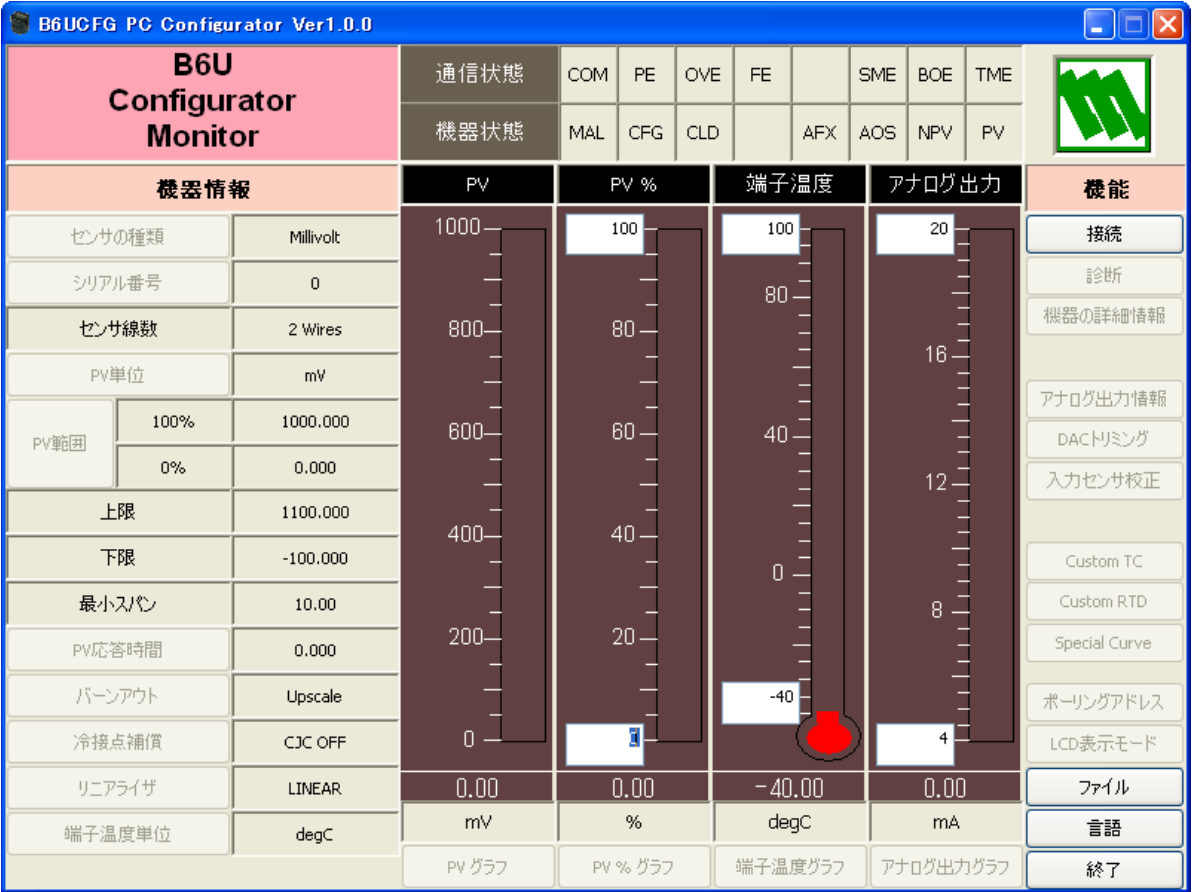 B6UCFG PC Configurator Ver1.0.0
B6U
Configurator
Monitor
通信状態 COM PE OVE FE SME BOE TME
機器状態 MAL CFG CLD AFX AOS NPV PV
機器情報
センサの種類 Millivolt
シリアル番号 0
センサ線数 2 Wires
PV単位 mV
PV範囲 100% 1000.000
0% 0.000
上限 1100.000
下限 -100.000
最小スパン 10.00
PV応答時間 0.000
バーンアウト Upscale
冷接点補償 CJC OFF
リニアライザ LINEAR
端子温度単位 degC
PV
1000
800
600
400
200
0
0.00
mV
PV グラフ
PV %
100
80
60
40
20
0
0.00
%
PV % グラフ
端子温度
100
80
40
0
-40
-40.00
degC
端子温度グラフ
アナログ出力
20
16
12
8
4
0.00
mA
アナログ出力グラフ
機能
接続
診断
機器の詳細情報
アナログ出力情報
DACトリミング
入力センサ校正
Custom TC
Custom RTD
Special Curve
ポーリングアドレス
LCD表示モード
ファイル
言語
終了